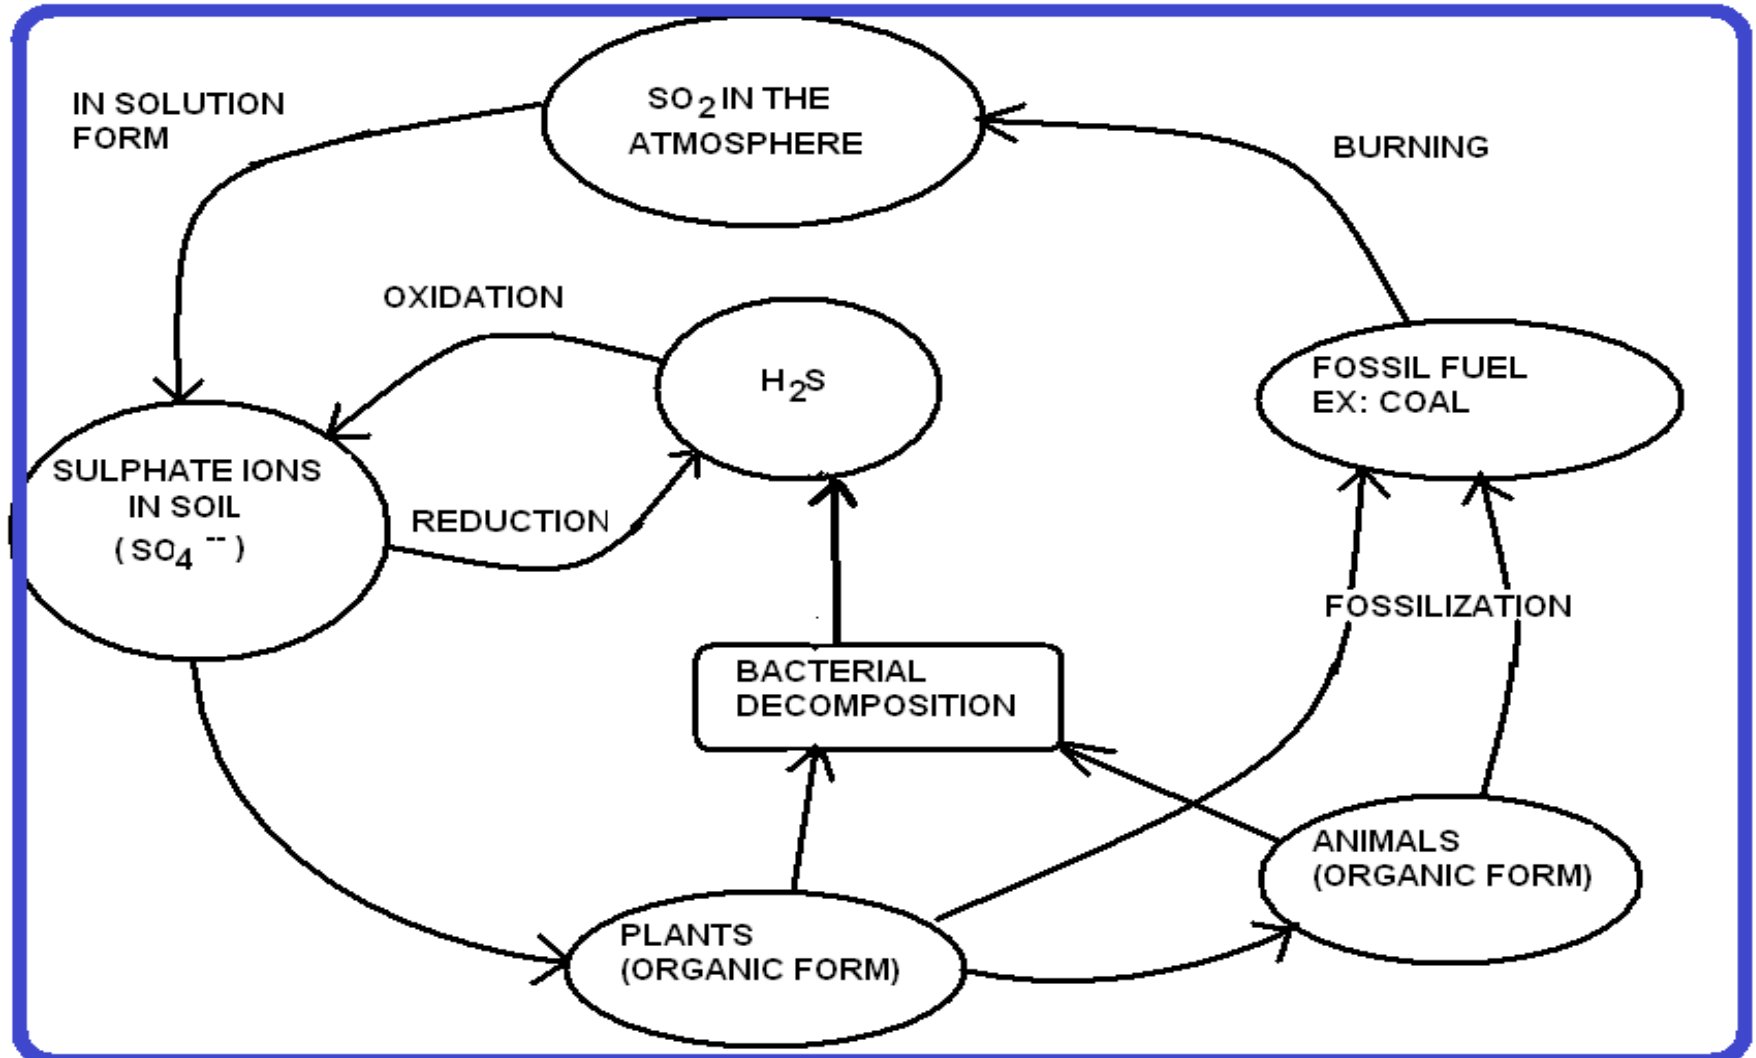 IN SOLUTION
FORM
SO2 IN THE
ATMOSPHERE
BURNING
OXIDATION
H2S
FOSSIL FUEL
EX: COAL
SULPHATE IONS
IN SOIL
( SO4 -- )
REDUCTION
FOSSILIZATION
BACTERIAL
DECOMPOSITION
ANIMALS
(ORGANIC FORM)
PLANTS
(ORGANIC FORM)